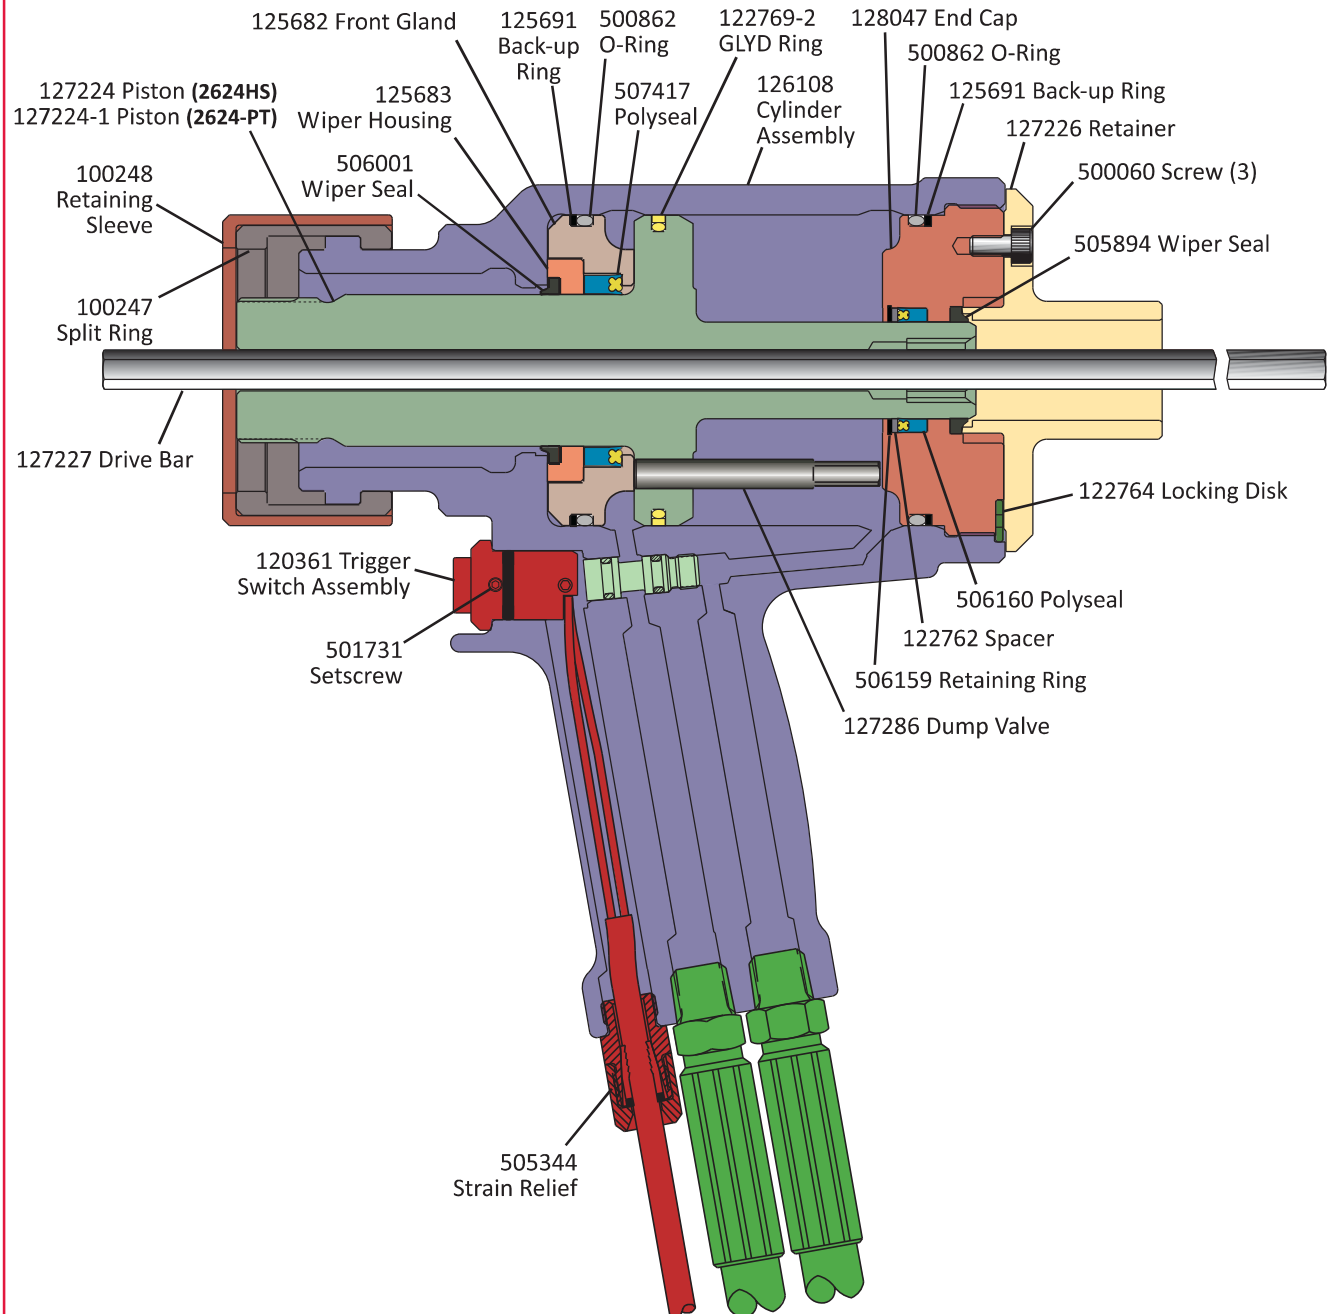 125682 Front Gland
125691
Back-up
Ring
500862
O-Ring
122769-2
GLYD Ring
128047 End Cap
500862 O-Ring
127224 Piston (2624HS)
127224-1 Piston (2624-PT)
125683
Wiper Housing
507417
Polyseal
126108
Cylinder
Assembly
125691 Back-up Ring
127226 Retainer
506001
Wiper Seal
100248
Retaining
Sleeve
500060 Screw (3)
505894 Wiper Seal
100247
Split Ring
127227 Drive Bar
122764 Locking Disk
120361 Trigger
Switch Assembly
506160 Polyseal
122762 Spacer
501731
Setscrew
506159 Retaining Ring
127286 Dump Valve
505344
Strain Relief